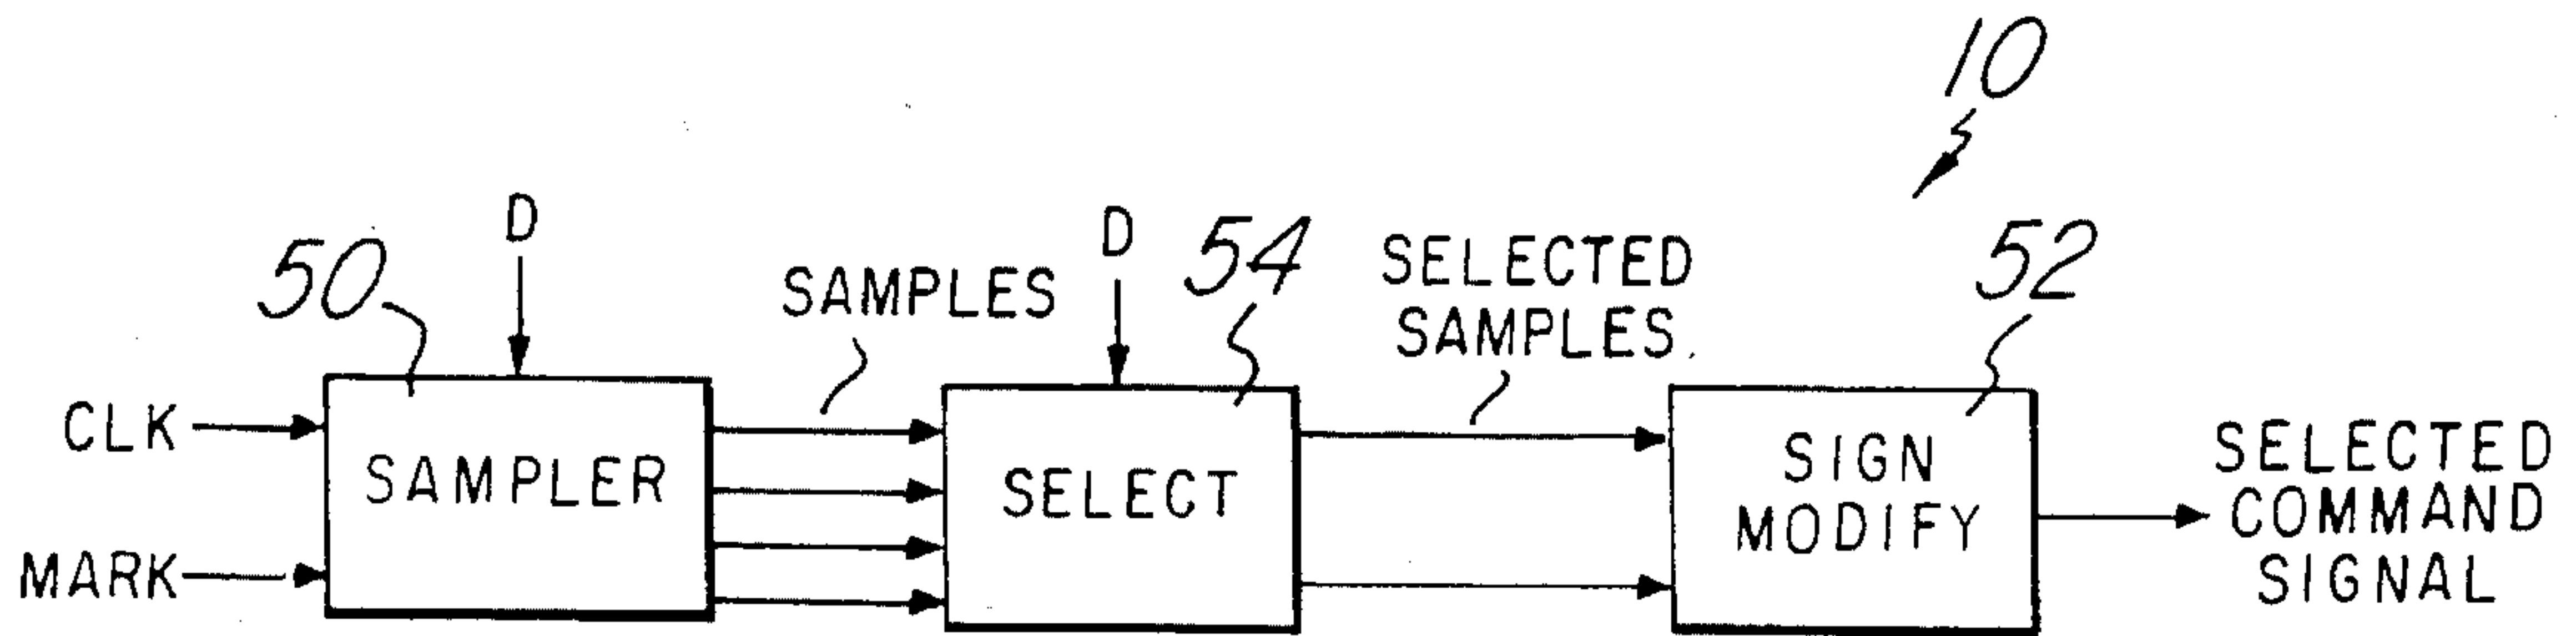 10
50
D
SAMPLES
D
54
SELECTED
SAMPLES
52
CLK
MARK
SAMPLER
SELECT
SIGN
MODIFY
SELECTED
COMMAND
SIGNAL